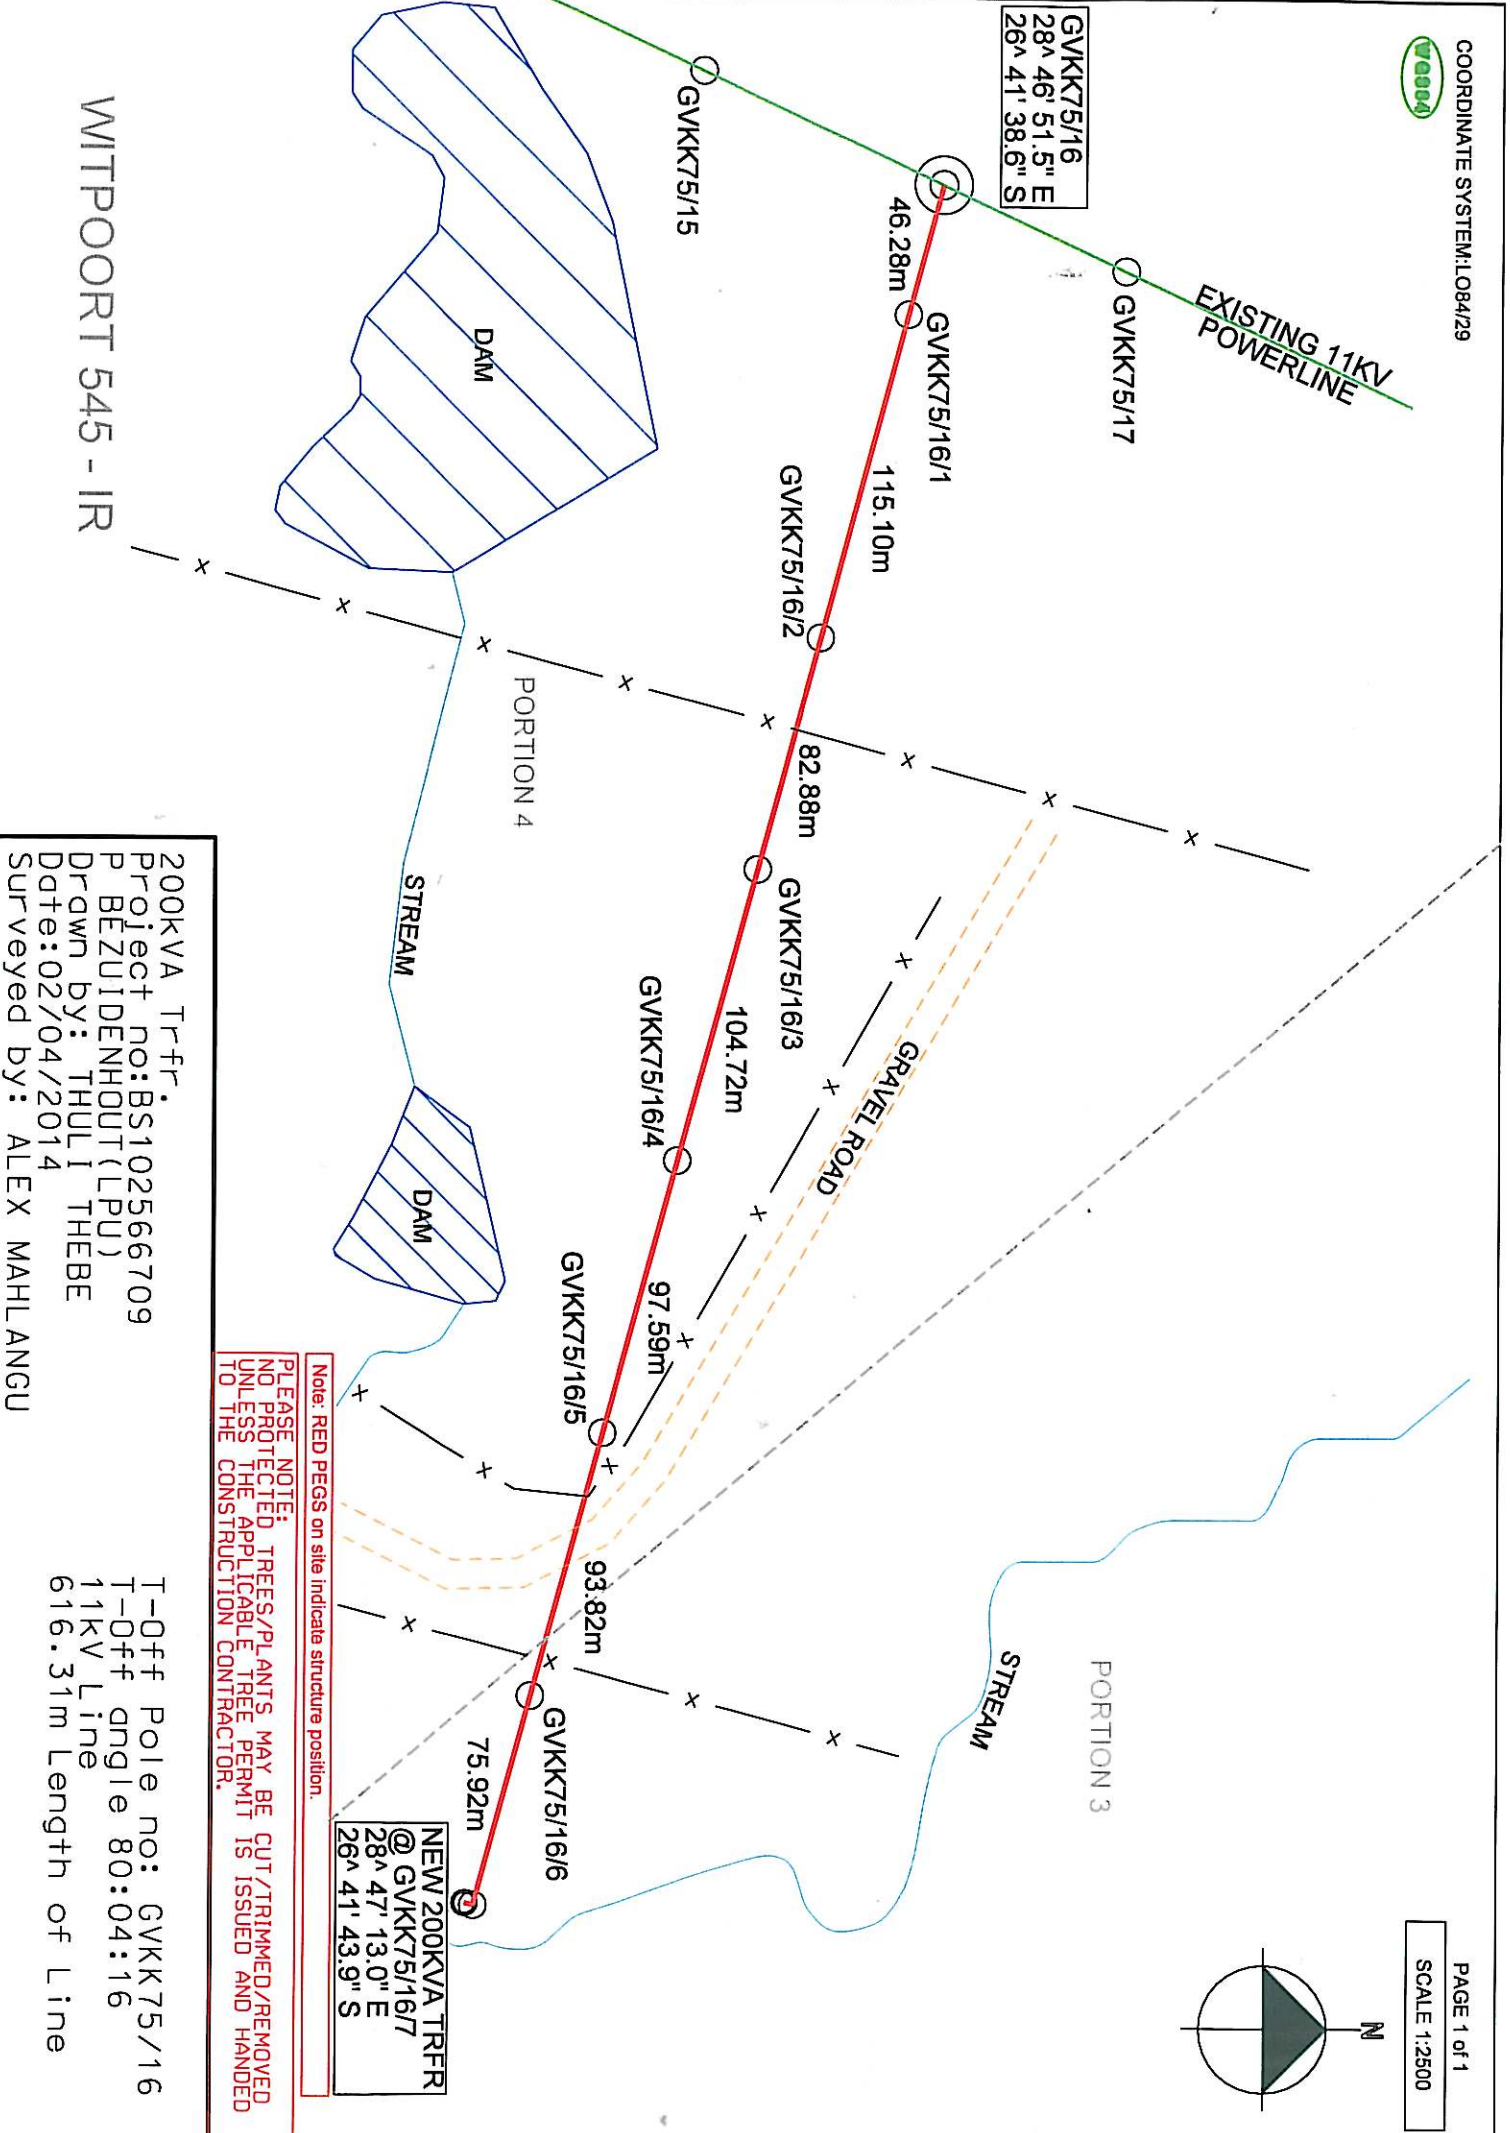 COORDINATE SYSTEM:LO84/29
WGS84
PAGE 1 of 1
SCALE 1:2500
N
GVKK75/16
28^ 46' 51.5" E
26^ 41' 38.6" S
EXISTING 11KV
POWERLINE
GVKK75/17
GVKK75/15
46.28m
GVKK75/16/1
115.10m
GVKK75/16/2
82.88m
GVKK75/16/3
104.72m
GVKK75/16/4
97.59m
GVKK75/16/5
93.82m
GVKK75/16/6
75.92m
GRAVEL ROAD
STREAM
PORTION 3
DAM
PORTION 4
STREAM
DAM
WITPOORT 545 - IR
NEW 200KVA TRFR
@ GVKK75/16/7
28^ 47' 13.0" E
26^ 41' 43.9" S
Note: RED PEGS on site indicate structure position.
PLEASE NOTE:
NO PROTECTED TREES/PLANTS MAY BE CUT/TRIMMED/REMOVED
UNLESS THE APPLICABLE TREE PERMIT IS ISSUED AND HANDED
TO THE CONSTRUCTION CONTRACTOR.
200kVA Trfr.
Project no:BS102566709
P BEZUIDENHOUT(LPU)
Drawn by: THULI THEBE
Date:02/04/2014
Surveyed by: ALEX MAHLANGU
T-Off Pole no: GVKK75/16
T-Off angle 80:04:16
11kV Line
616.31m Length of Line